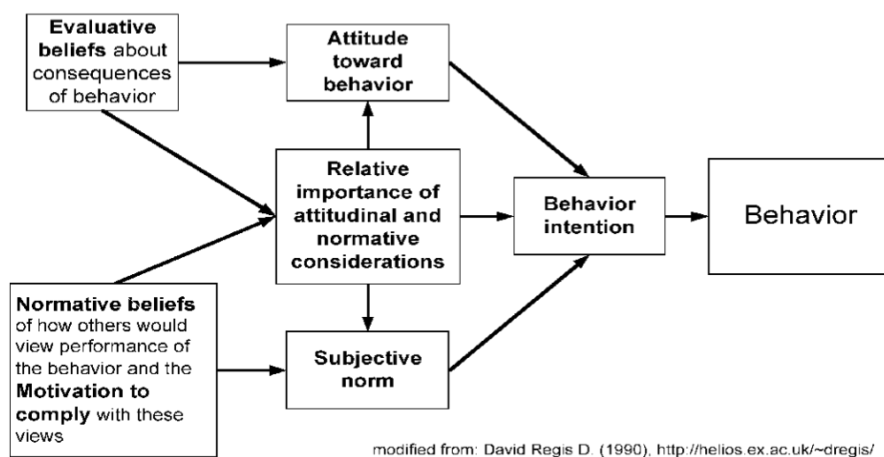 Evaluative
beliefs about
consequences
of behavior
Attitude
toward
behavior
Relative
importance of
attitudinal and
normative
considerations
Behavior
intention
Behavior
Normative beliefs
of how others would
view performance of
the behavior and the
Motivation to
comply with these
views
Subjective
norm
modified from: David Regis D. (1990), http://helios.ex.ac.uk/~dregis/